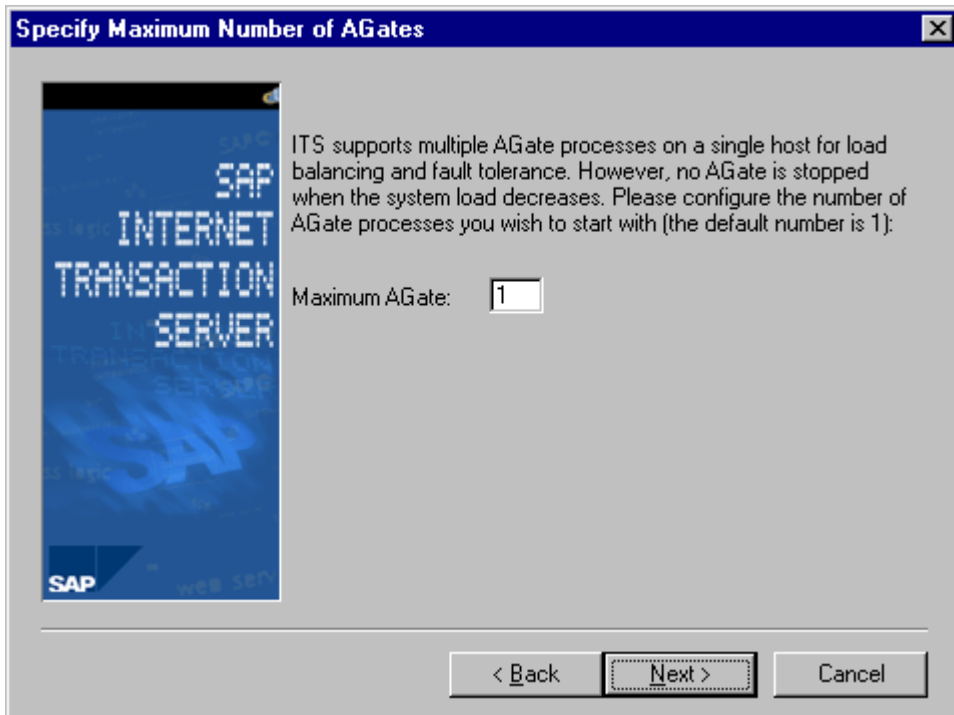 Specify Maximum Number of AGates
SAP
INTERNET
TRANSACTION
SERVER
SAP
ITS supports multiple AGate processes on a single host for load
balancing and fault tolerance. However, no AGate is stopped
when the system load decreases. Please configure the number of
AGate processes you wish to start with (the default number is 1):
Maximum AGate: 1
< Back Next > Cancel